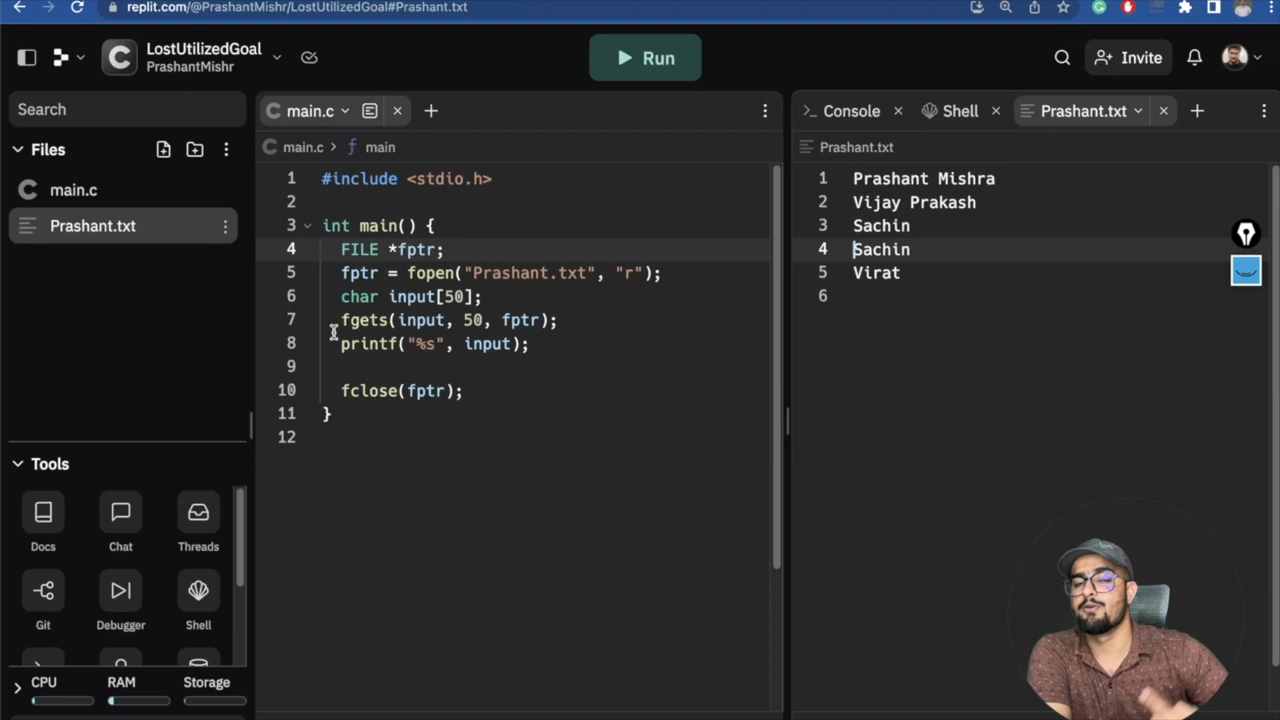 replit.com/@PrashantMishr/LostUtilizedGoal#Prashant.txt
LostUtilizedGoal
PrashantMishr
Run
Invite
Search
Files
main.c
Prashant.txt
Tools
Docs
Chat
Threads
Git
Debugger
Shell
CPU
RAM
Storage
main.c
main.c > f main
1 #include <stdio.h>
2
3 int main() {
4 FILE *fptr;
5 fptr = fopen("Prashant.txt", "r");
6 char input[50];
7 fgets(input, 50, fptr);
8 printf("%s", input);
9
10 fclose(fptr);
11 }
12
Console
Shell
Prashant.txt
Prashant.txt
1 Prashant Mishra
2 Vijay Prakash
3 Sachin
4 Sachin
5 Virat
6